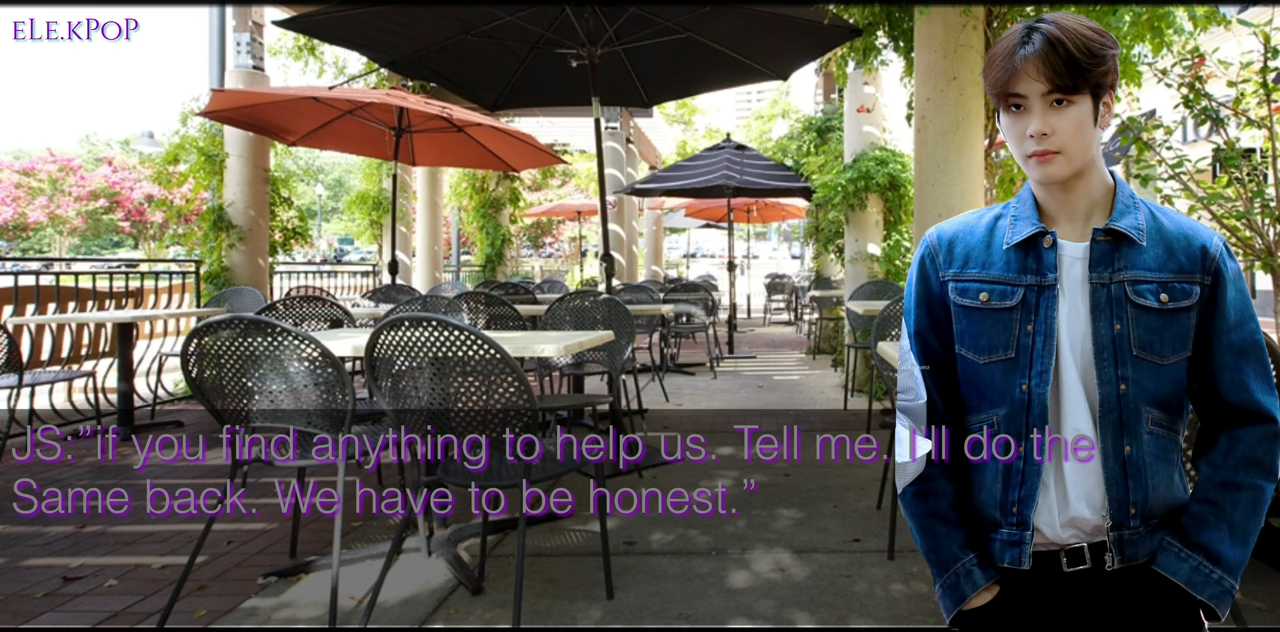 ELE.KPOP
JS:”if you find anything to help us. Tell me. I'll do the
Same back. We have to be honest.”